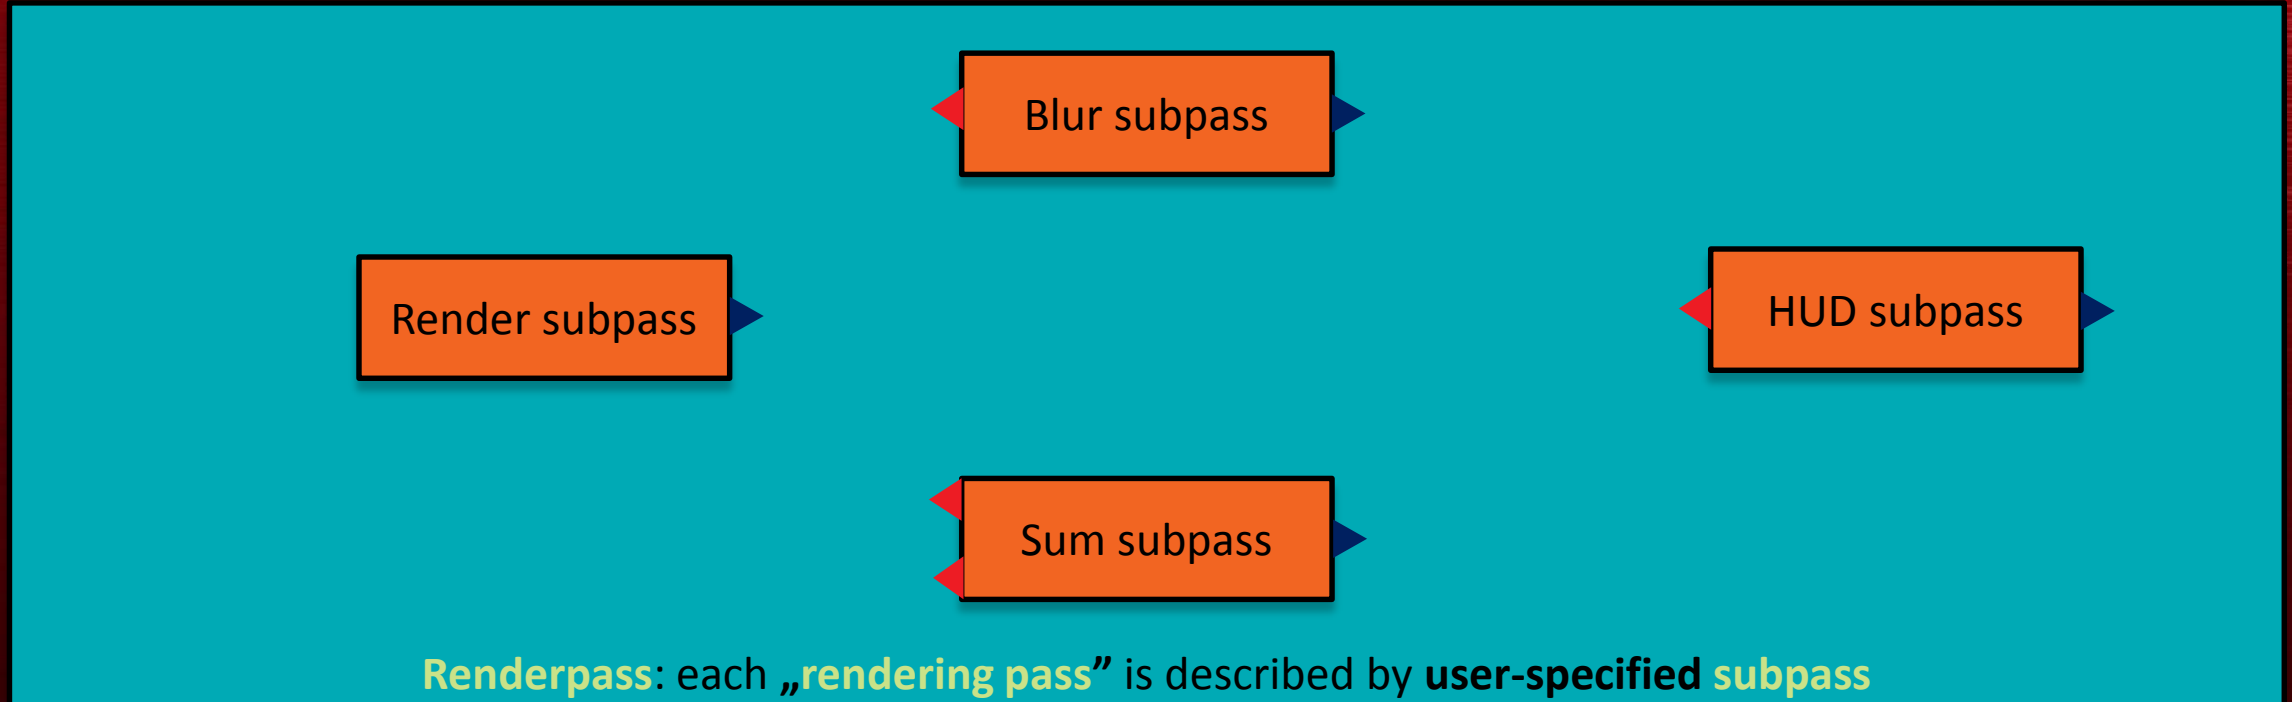 Blur subpass
Render subpass
HUD subpass
Sum subpass
Renderpass: each „rendering pass” is described by user-specified subpass